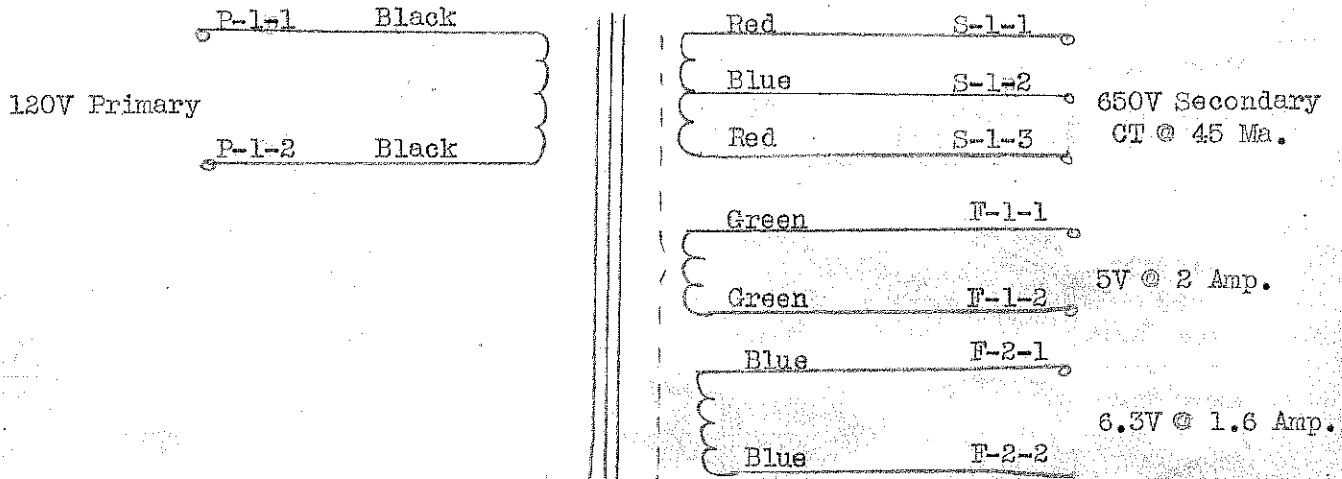 P-1-1 Black
120V Primary
P-1-2 Black
Red S-1-1
Blue S-1-2
Red S-1-3
650V Secondary
CT @ 45 Ma.
Green F-1-1
Green F-1-2
5V @ 2 Amp.
Blue F-2-1
Blue F-2-2
6.3V @ 1.6 Amp.